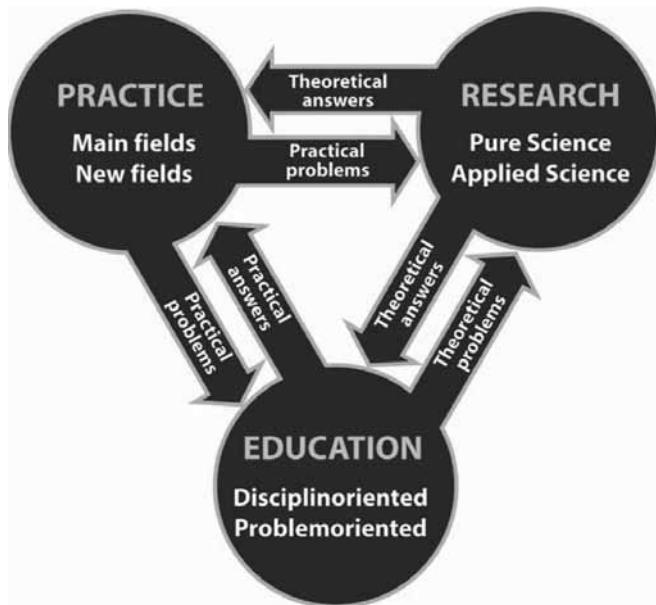 PRACTICE
Main fields
New fields
Theoretical
answers
Practical
problems
RESEARCH
Pure Science
Applied Science
Practical
problems
Practical
answers
Theoretical
answers
Theoretical
problems
EDUCATION
Disciplinoriented
Problemoriented